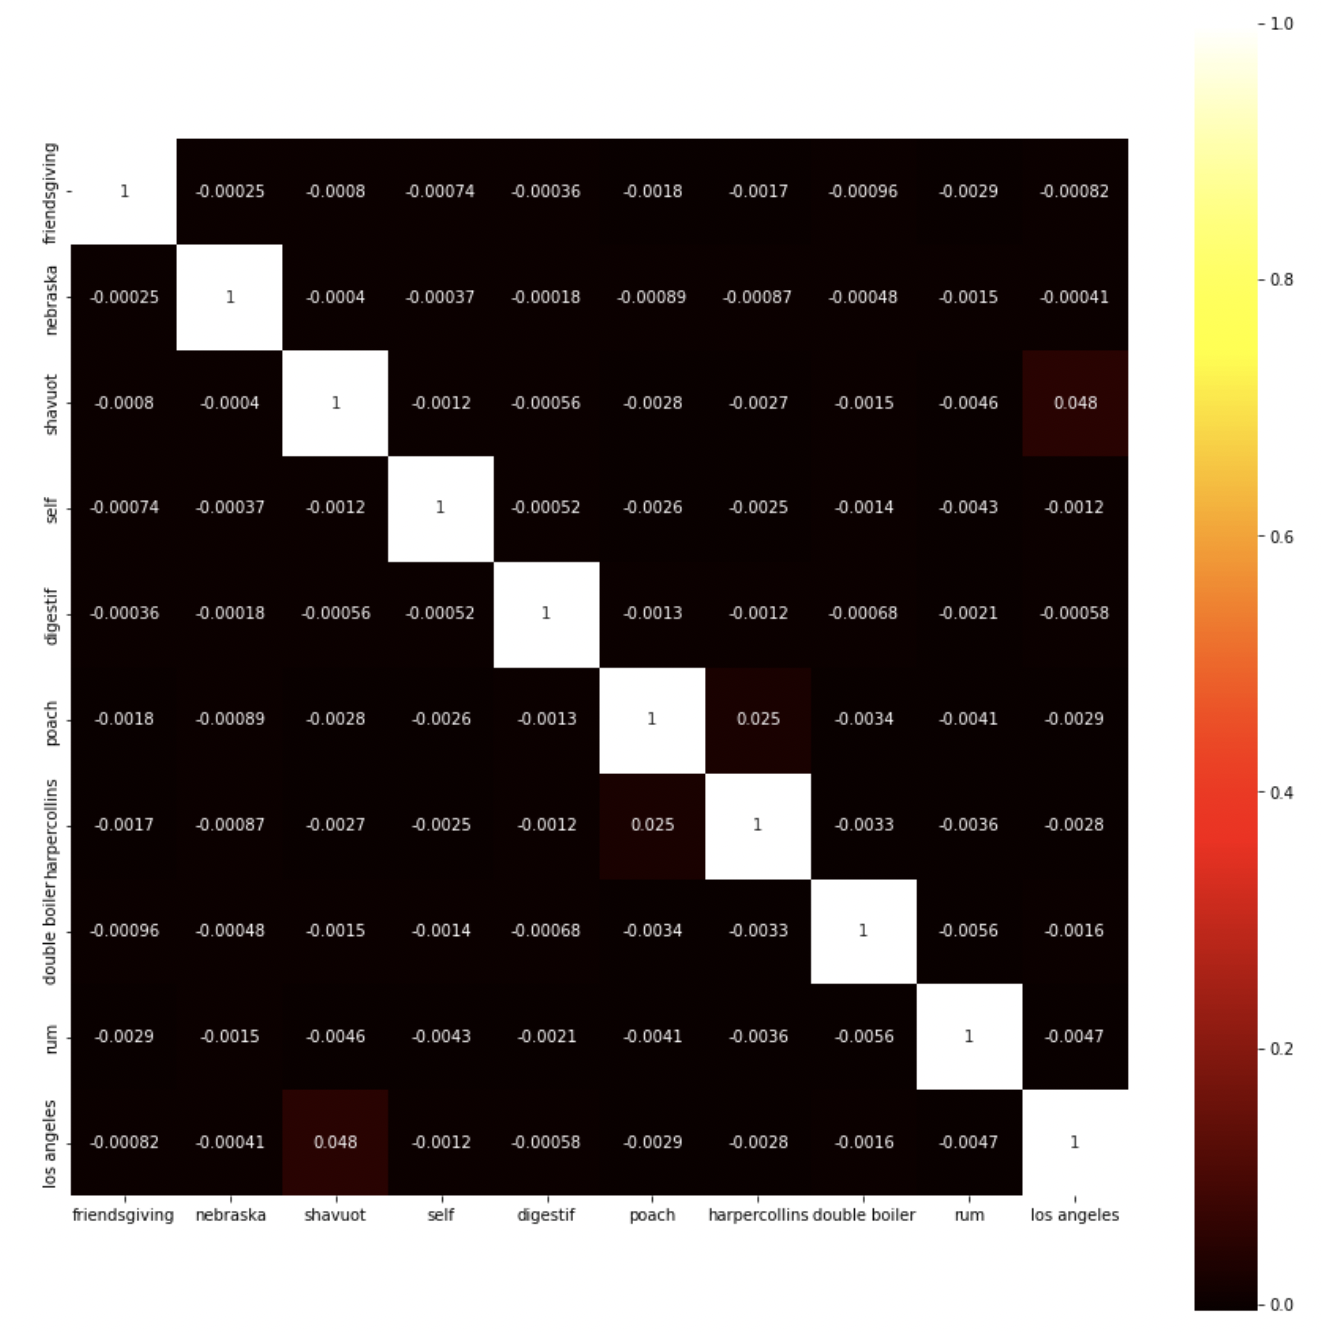 1.0
friendsgiving 1 -0.00025 -0.0008 -0.00074 -0.00036 -0.0018 -0.0017 -0.00096 -0.0029 -0.00082
0.8
nebraska -0.00025 1 -0.0004 -0.00037 -0.00018 -0.00089 -0.00087 -0.00048 -0.0015 -0.00041
shavuot -0.0008 -0.0004 1 -0.0012 -0.00056 -0.0028 -0.0027 -0.0015 -0.0046 0.048
self -0.00074 -0.00037 -0.0012 1 -0.00052 -0.0026 -0.0025 -0.0014 -0.0043 -0.0012
0.6
digestif -0.00036 -0.00018 -0.00056 -0.00052 1 -0.0013 -0.0012 -0.00068 -0.0021 -0.00058
poach -0.0018 -0.00089 -0.0028 -0.0026 -0.0013 1 0.025 -0.0034 -0.0041 -0.0029
0.4
harpercollins -0.0017 -0.00087 -0.0027 -0.0025 -0.0012 0.025 1 -0.0033 -0.0036 -0.0028
double boiler -0.00096 -0.00048 -0.0015 -0.0014 -0.00068 -0.0034 -0.0033 1 -0.0056 -0.0016
rum -0.0029 -0.0015 -0.0046 -0.0043 -0.0021 -0.0041 -0.0036 -0.0056 1 -0.0047
0.2
los angeles -0.00082 -0.00041 0.048 -0.0012 -0.00058 -0.0029 -0.0028 -0.0016 -0.0047 1
friendsgiving nebraska shavuot self digestif poach harpercollins double boiler rum los angeles
0.0